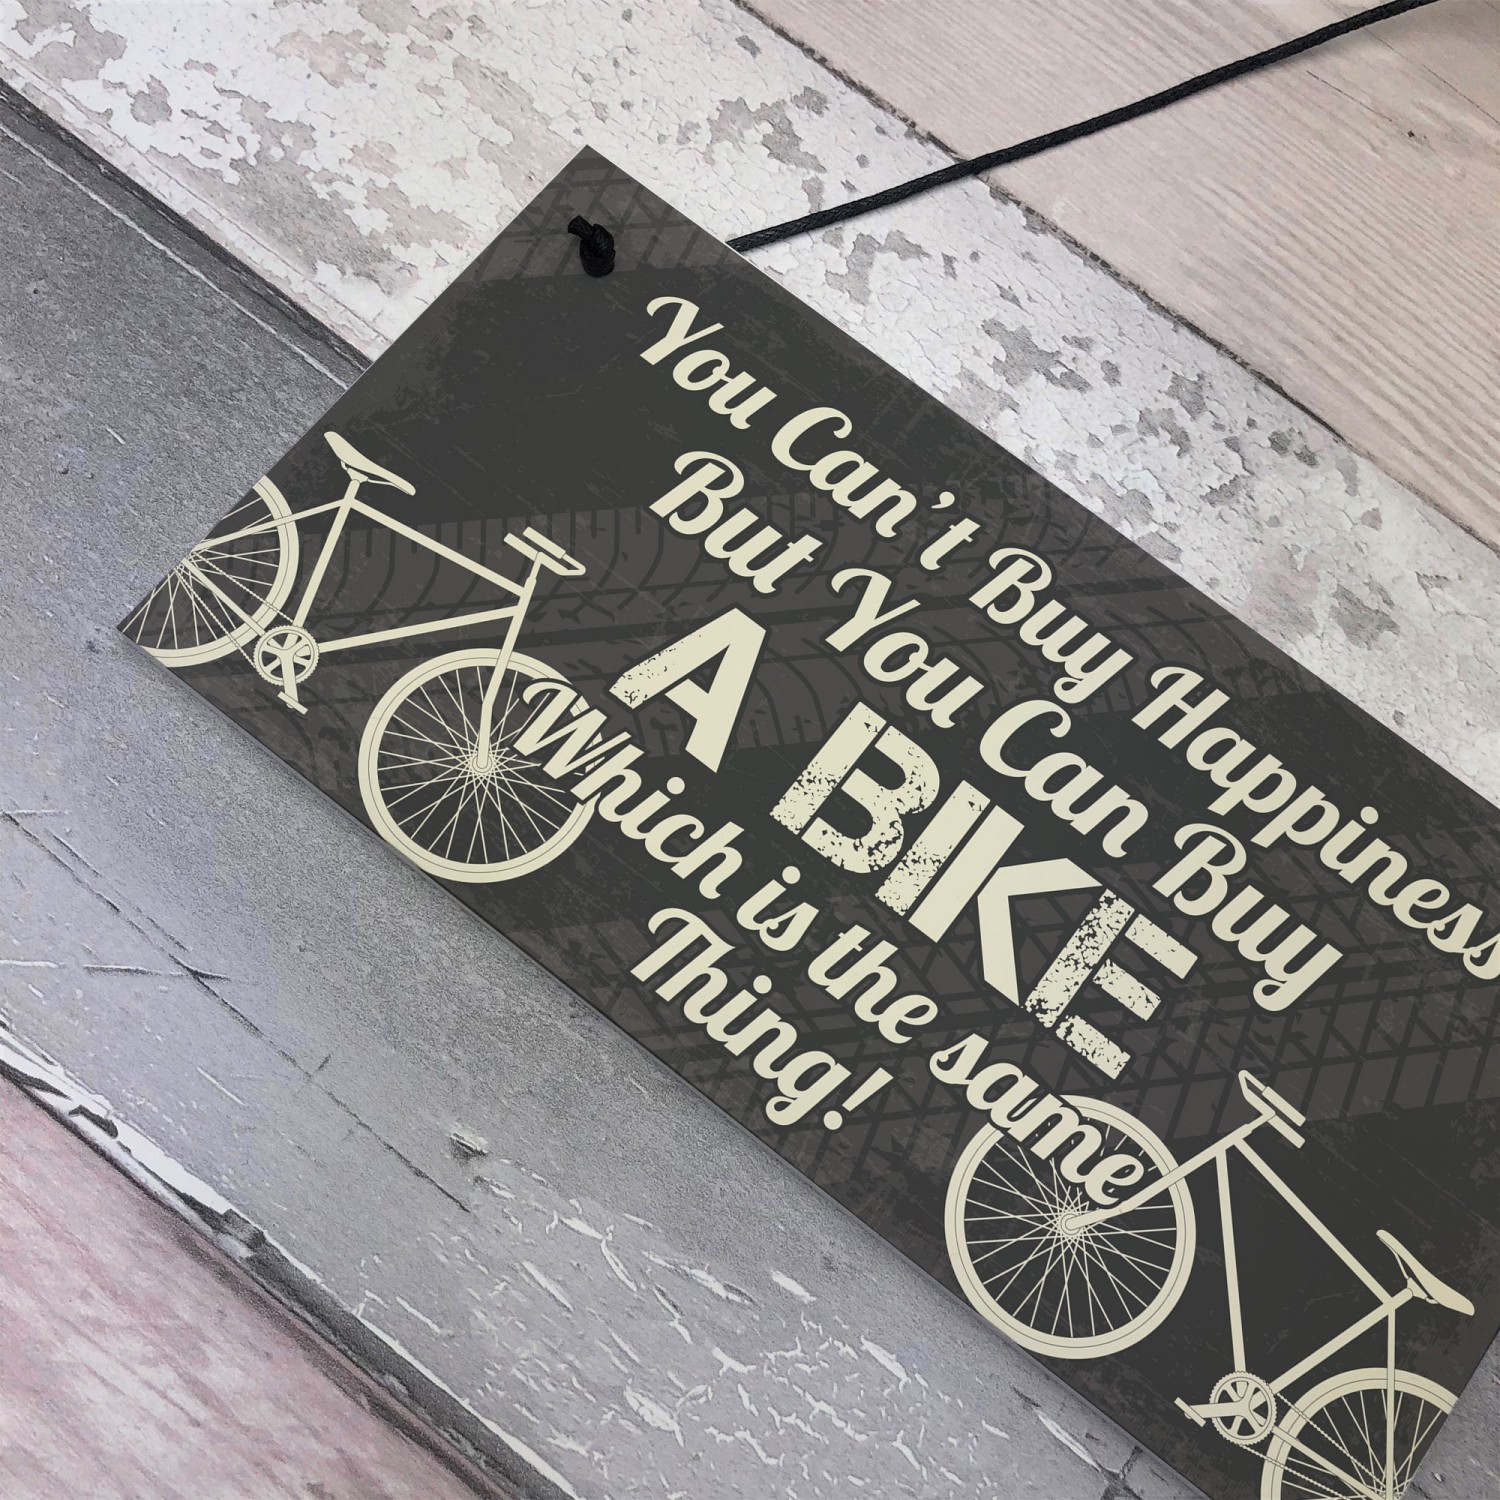 You Can't Buy Happiness
But You Can Buy
A BIKE
Which is the same
Thing!